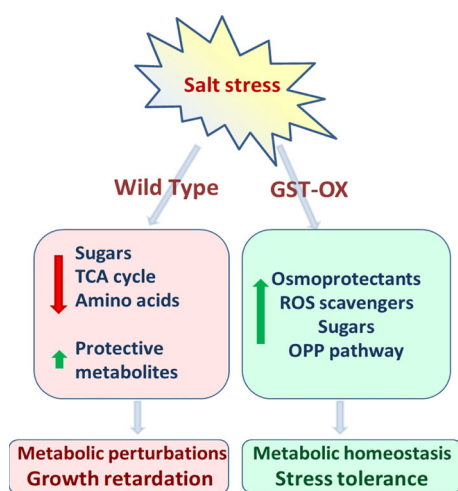 Salt stress
Wild Type
GST-OX
Sugars
TCA cycle
Amino acids
Protective
metabolites
Osmoprotectants
ROS scavengers
Sugars
OPP pathway
Metabolic perturbations
Growth retardation
Metabolic homeostasis
Stress tolerance